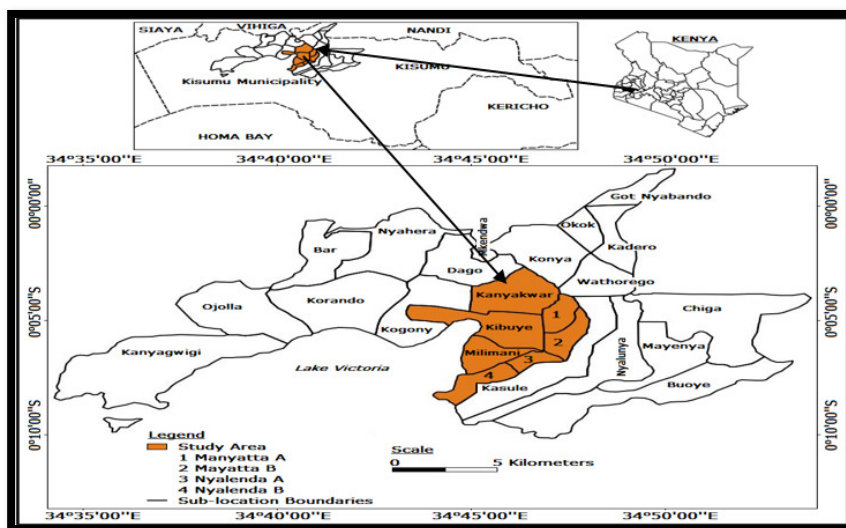 SIAYA
VIHIGA
NANDI
KENYA
Kisumu Municipality
KISUMU
KERICHO
HOMA BAY
34°35'00"E
34°40'00"E
34°45'00"E
34°50'00"E
00°00'00"
0°05'00"S
0°10'00"S
00°00'00"
0°05'00"S
0°10'00"S
Got Nyabando
Nyahera
Nkendwa
Okok
Bar
Konya
Kadero
Dago
Wathorego
Ojolla
Korando
Kanyakwar
Chiga
1
Kogony
Kibuye
2
Nyalunya
Mayenya
Kanyagwigi
Milimani
3
Lake Victoria
4
Kasule
Buoye
Legend
Study Area
1 Manyatta A
2 Mayatta B
3 Nyalenda A
4 Nyalenda B
Sub-location Boundaries
Scale
0 5 Kilometers
34°35'00"E
34°40'00"E
34°45'00"E
34°50'00"E